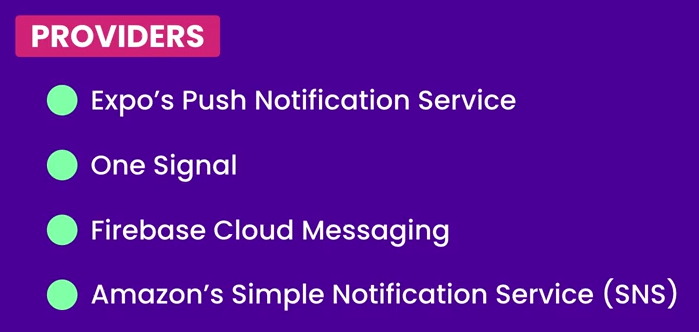 PROVIDERS
Expo’s Push Notification Service
One Signal
Firebase Cloud Messaging
Amazon’s Simple Notification Service (SNS)